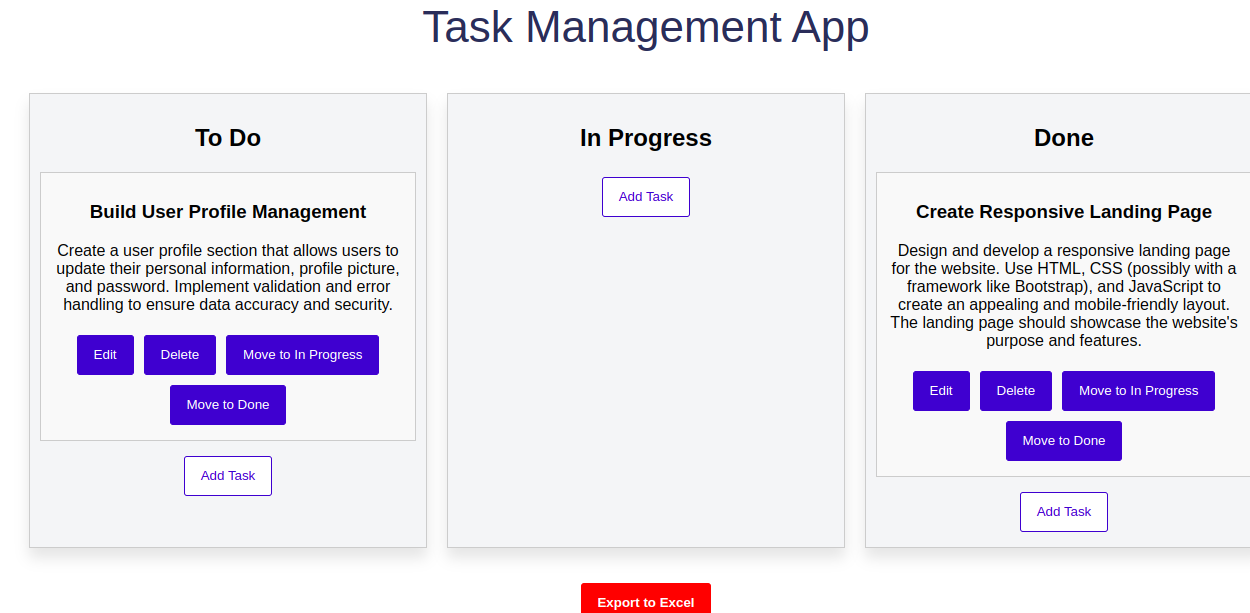 Task Management App
To Do
Build User Profile Management
Create a user profile section that allows users to
update their personal information, profile picture,
and password. Implement validation and error
handling to ensure data accuracy and security.
Edit
Delete
Move to In Progress
Move to Done
Add Task
In Progress
Add Task
Done
Create Responsive Landing Page
Design and develop a responsive landing page
for the website. Use HTML, CSS (possibly with a
framework like Bootstrap), and JavaScript to
create an appealing and mobile-friendly layout.
The landing page should showcase the website's
purpose and features.
Edit
Delete
Move to In Progress
Move to Done
Add Task
Export to Excel